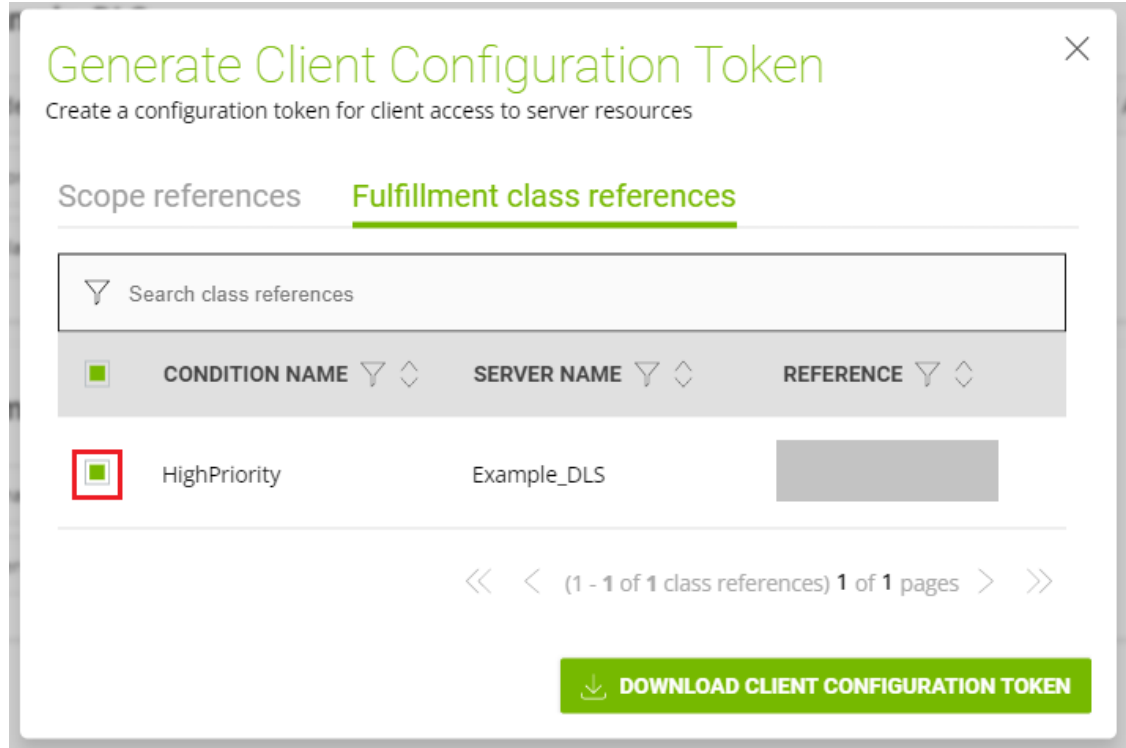 Generate Client Configuration Token
Create a configuration token for client access to server resources
Scope references Fulfillment class references
Search class references
CONDITION NAME SERVER NAME REFERENCE
HighPriority Example_DLS
(1 - 1 of 1 class references) 1 of 1 pages
DOWNLOAD CLIENT CONFIGURATION TOKEN